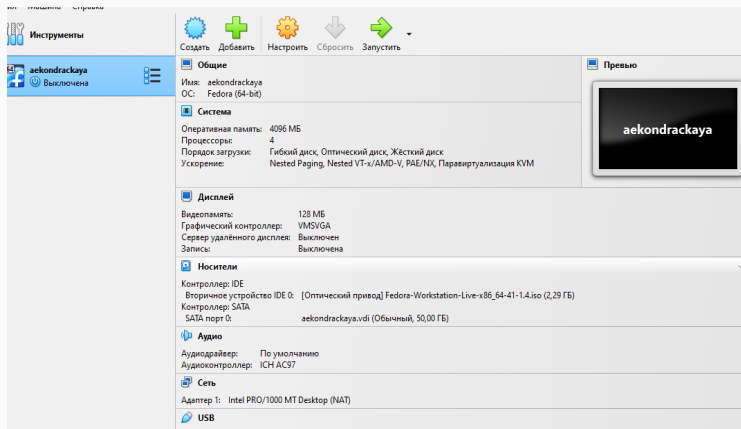 Машина Справка
Инструменты
Создать Добавить Настроить Сбросить Запустить
64
aekondrackaya
Выключена
Общие
Имя: aekondrackaya
ОС: Fedora (64-bit)
Превью
aekondrackaya
Система
Оперативная память: 4096 МБ
Процессоры: 4
Порядок загрузки: Гибкий диск, Оптический диск, Жёсткий диск
Ускорение: Nested Paging, Nested VT-x/AMD-V, PAE/NX, Паравиртуализация KVM
Дисплей
Видеопамять: 128 МБ
Графический контроллер: VMSVGA
Сервер удалённого дисплея: Выключен
Запись: Выключена
Носители
Контроллер: IDE
Вторичное устройство IDE 0: [Оптический привод] Fedora-Workstation-Live-x86_64-41-1.4.iso (2,29 ГБ)
Контроллер: SATA
SATA порт 0: aekondrackaya.vdi (Обычный, 50,00 ГБ)
Аудио
Аудиодрайвер: По умолчанию
Аудиоконтроллер: ICH AC97
Сеть
Адаптер 1: Intel PRO/1000 MT Desktop (NAT)
USB